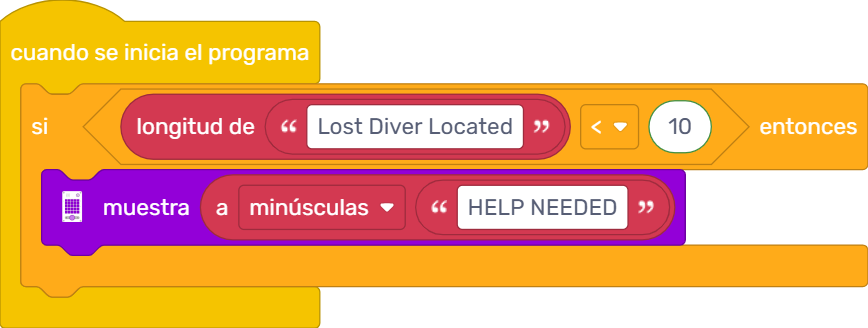 cuando se inicia el programa
si longitud de “ Lost Diver Located ” < 10 entonces
muestra a minúsculas “ HELP NEEDED ”